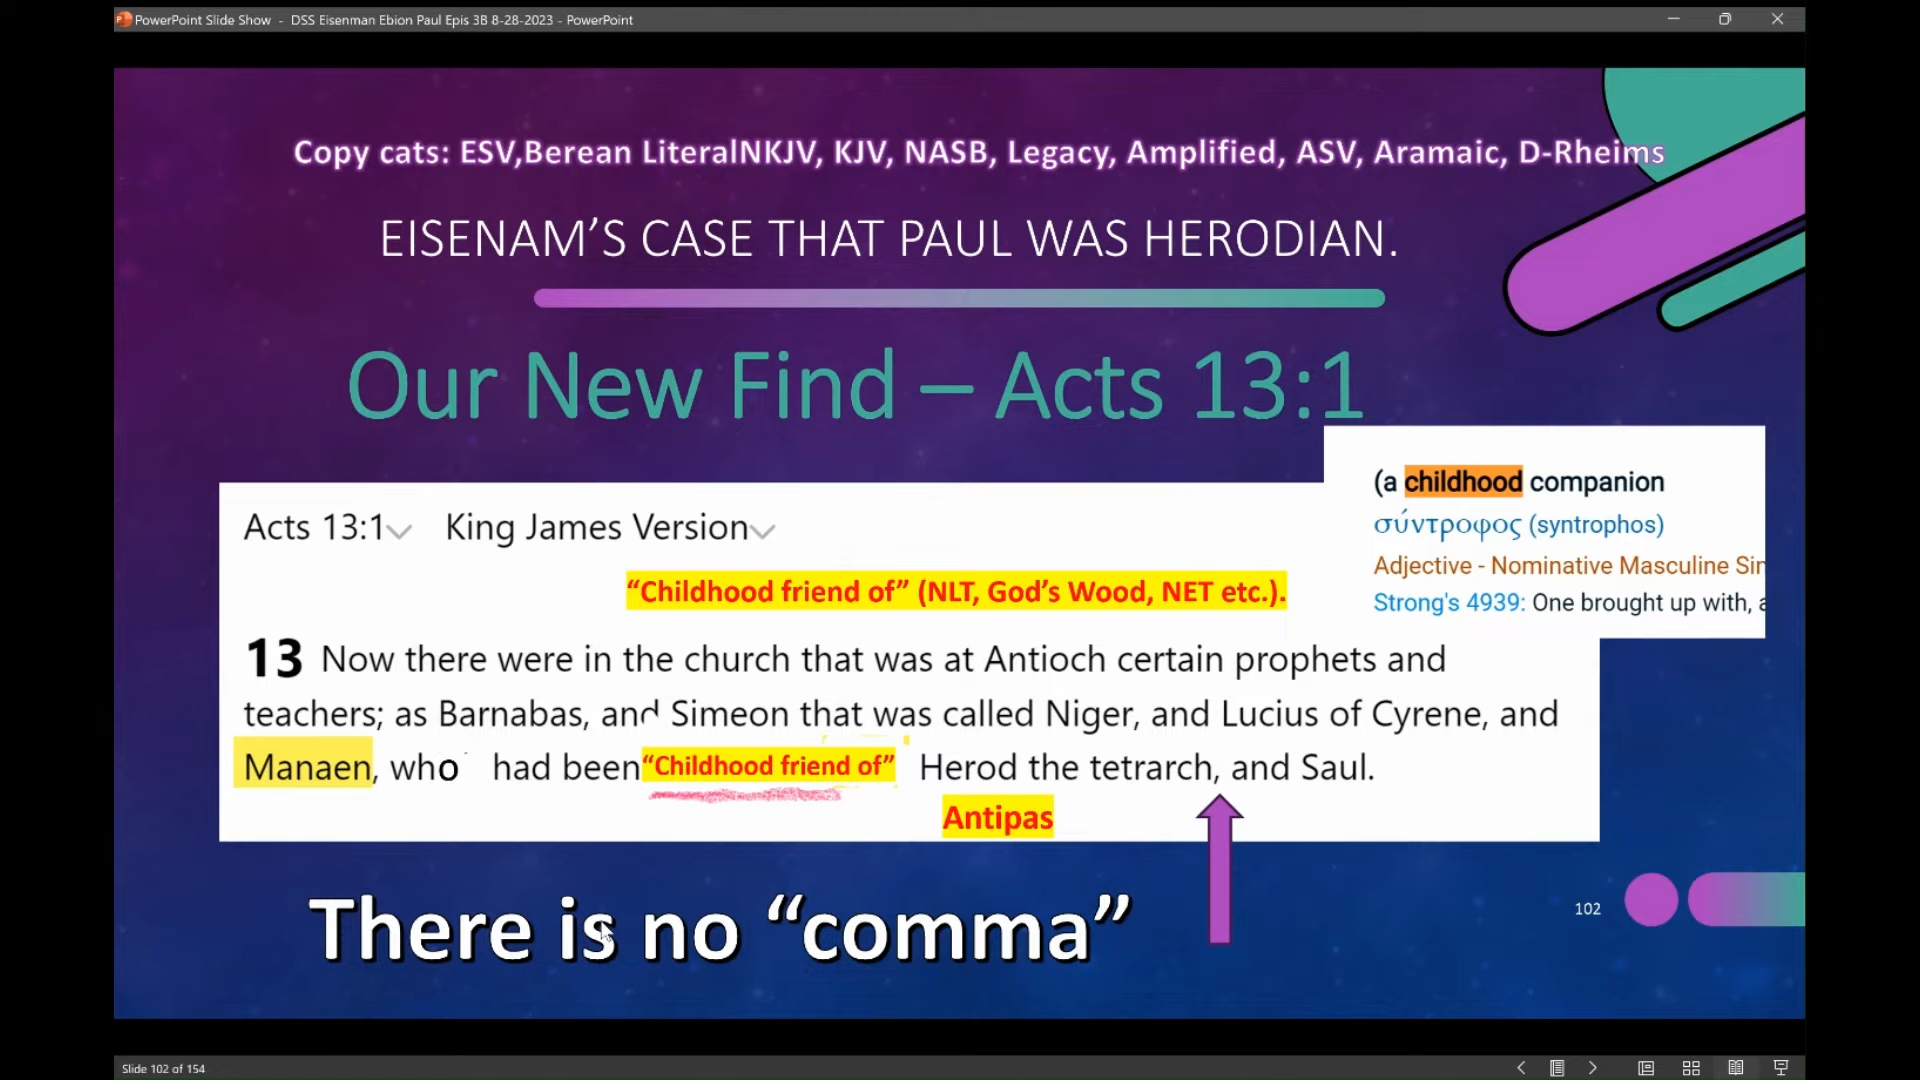 PowerPoint Slide Show - DSS Eisenman Ebion Paul Epis 3B 8-28-2023 - PowerPoint
Copy cats: ESV,Berean LiteralNKJV, KJV, NASB, Legacy, Amplified, ASV, Aramaic, D-Rheims
EISENAM’S CASE THAT PAUL WAS HERODIAN.
Our New Find – Acts 13:1
(a childhood companion
σύντροφος (syntrophos)
Adjective - Nominative Masculine Sin
Strong's 4939: One brought up with, a
Acts 13:1 King James Version
“Childhood friend of” (NLT, God’s Wood, NET etc.).
13 Now there were in the church that was at Antioch certain prophets and
teachers; as Barnabas, and Simeon that was called Niger, and Lucius of Cyrene, and
Manaen, who had been “Childhood friend of” Herod the tetrarch, and Saul.
Antipas
There is no “comma”
102
Slide 102 of 154